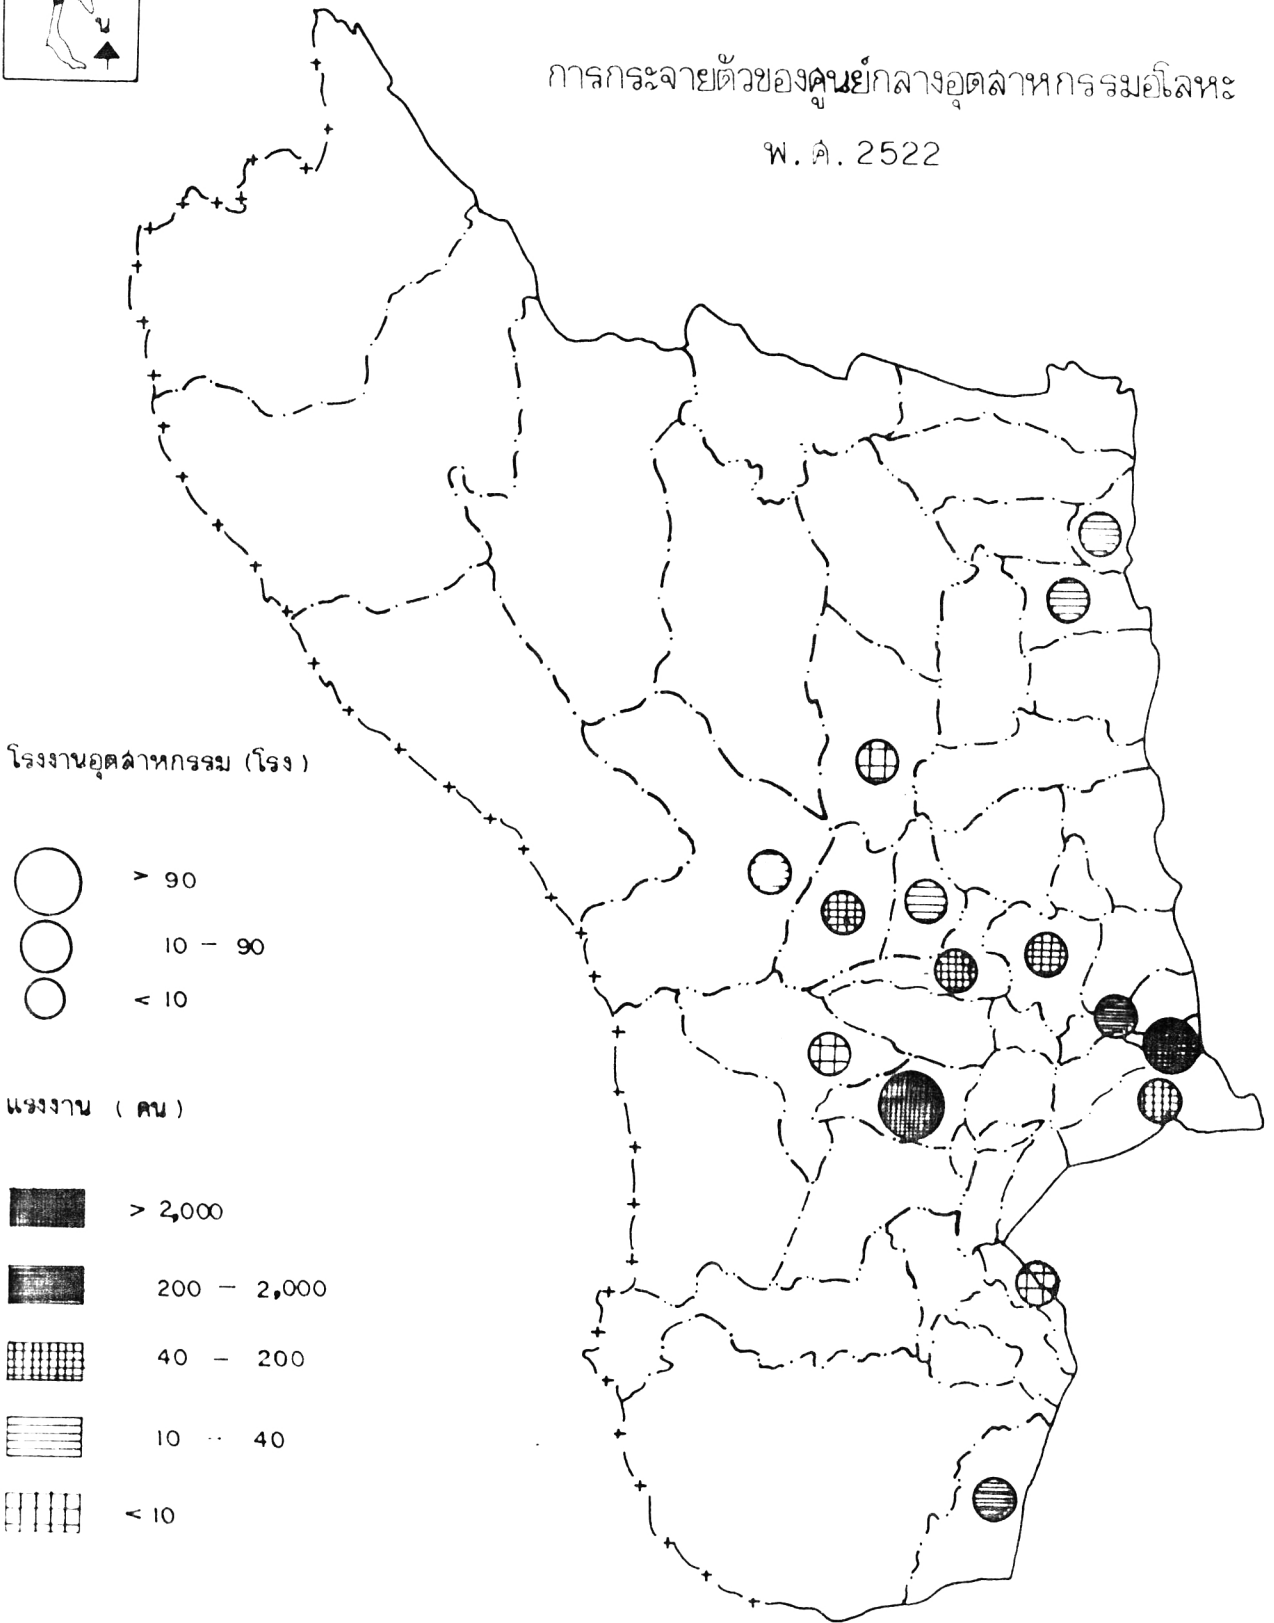 น
การกระจายตัวของศูนย์กลางอุตสาหกรรมอโลหะ
พ.ศ. 2522
โรงงานอุตสาหกรรม (โรง)
> 90
10 - 90
< 10
แรงงาน ( คน )
> 2,000
200 - 2,000
40 - 200
10 - 40
< 10